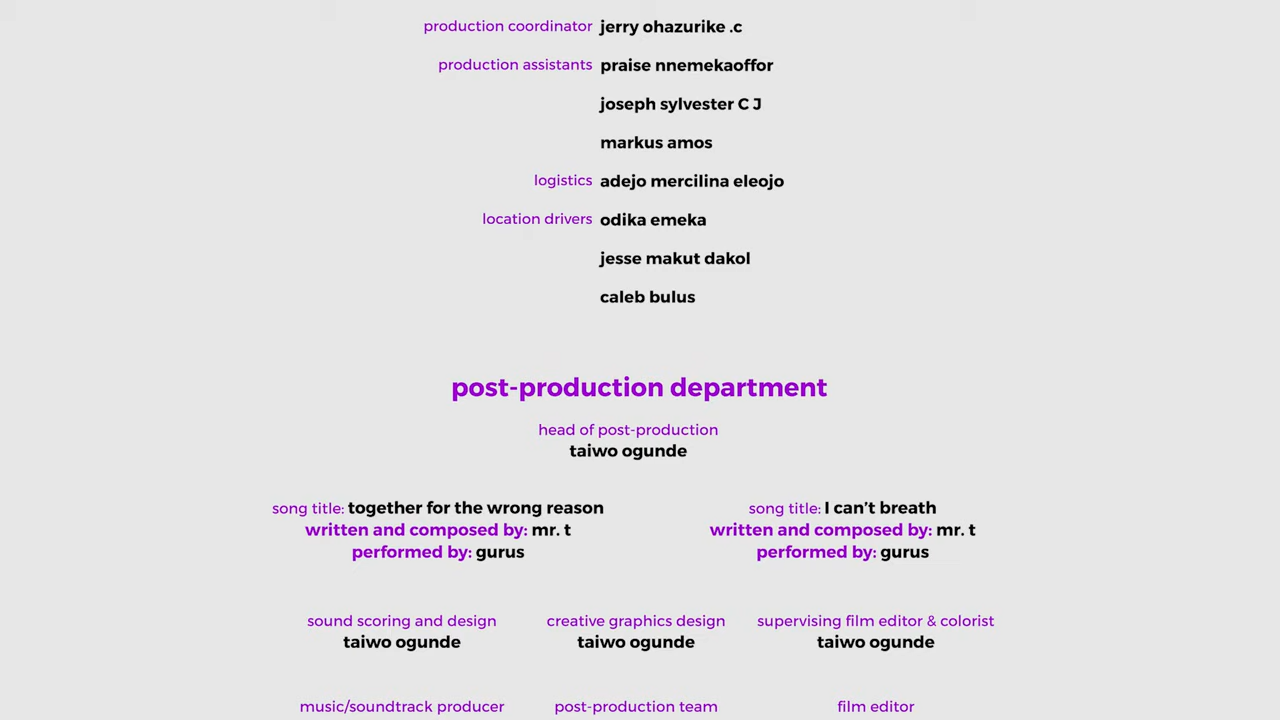 production coordinator jerry ohazurike .c
production assistants praise nnemekaoffor
joseph sylvester C J
markus amos
logistics adejo mercilina eleojo
location drivers odika emeka
jesse makut dakol
caleb bulus
post-production department
head of post-production
taiwo ogunde
song title: together for the wrong reason
written and composed by: mr. t
performed by: gurus
song title: I can't breath
written and composed by: mr. t
performed by: gurus
sound scoring and design
taiwo ogunde
creative graphics design
taiwo ogunde
supervising film editor & colorist
taiwo ogunde
music/soundtrack producer
post-production team
film editor